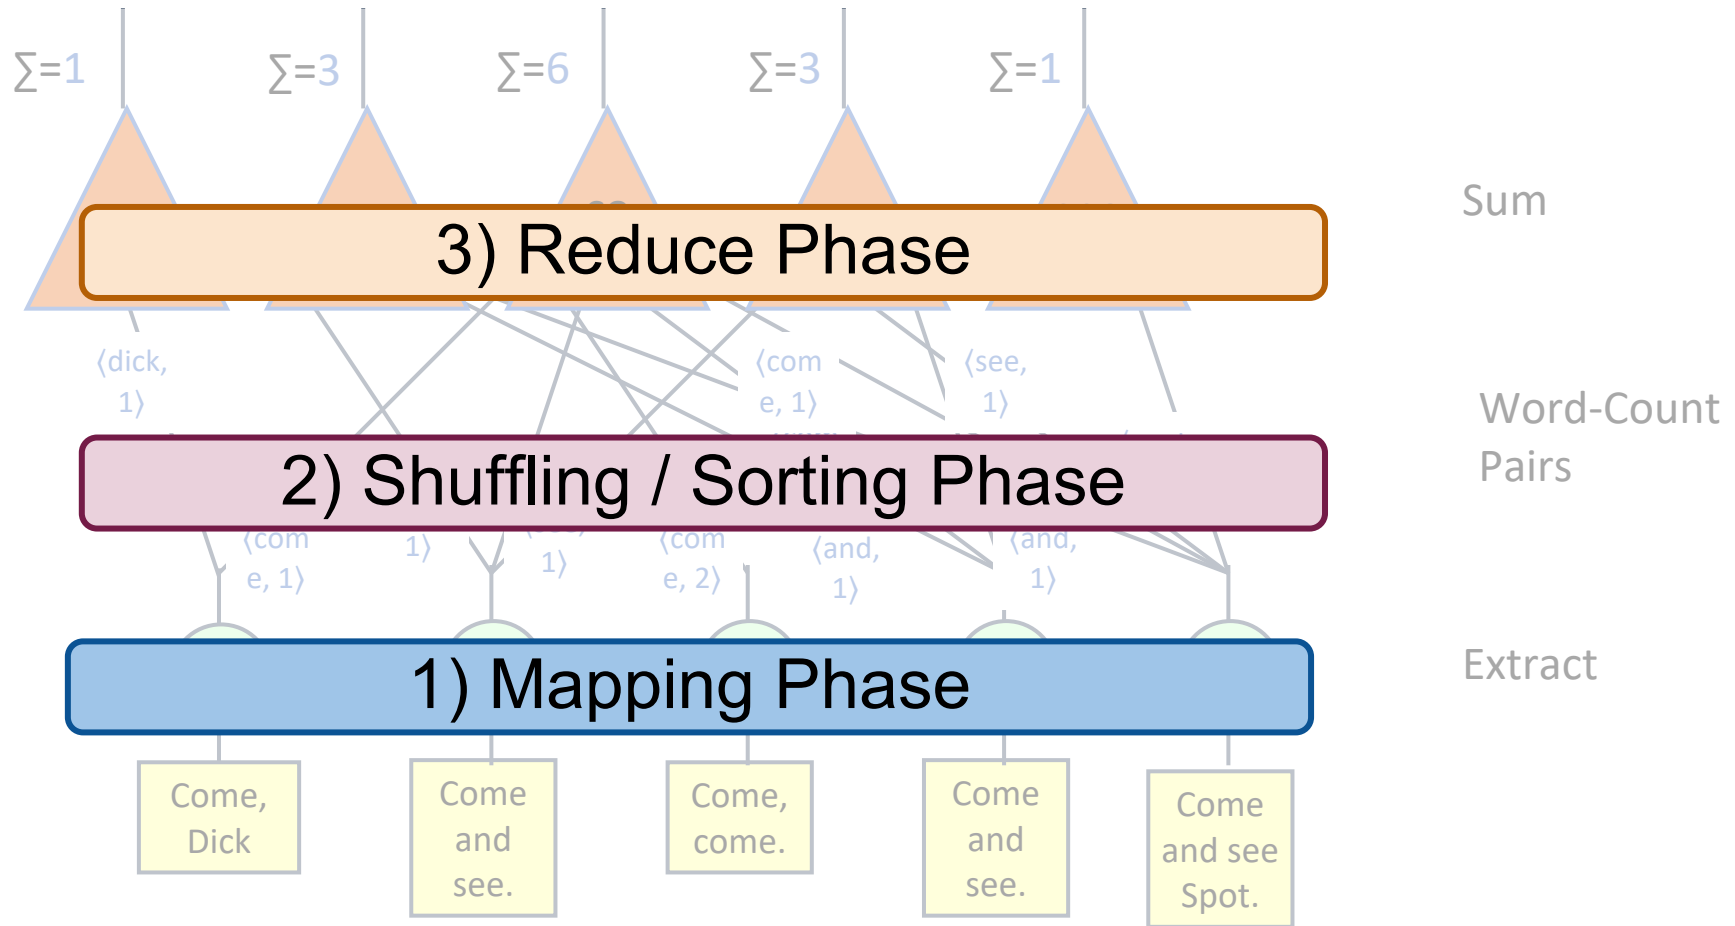 ∑=1
∑=3
∑=6
∑=3
∑=1
Sum
3) Reduce Phase
⟨dick,
1⟩
⟨com
e, 1⟩
⟨see,
1⟩
Word-Count
Pairs
2) Shuffling / Sorting Phase
⟨com
e, 1⟩
1⟩
1⟩
⟨com
e, 2⟩
⟨and,
1⟩
⟨and,
1⟩
1) Mapping Phase
Extract
Come,
Dick
Come
and
see.
Come,
come.
Come
and
see.
Come
and see
Spot.